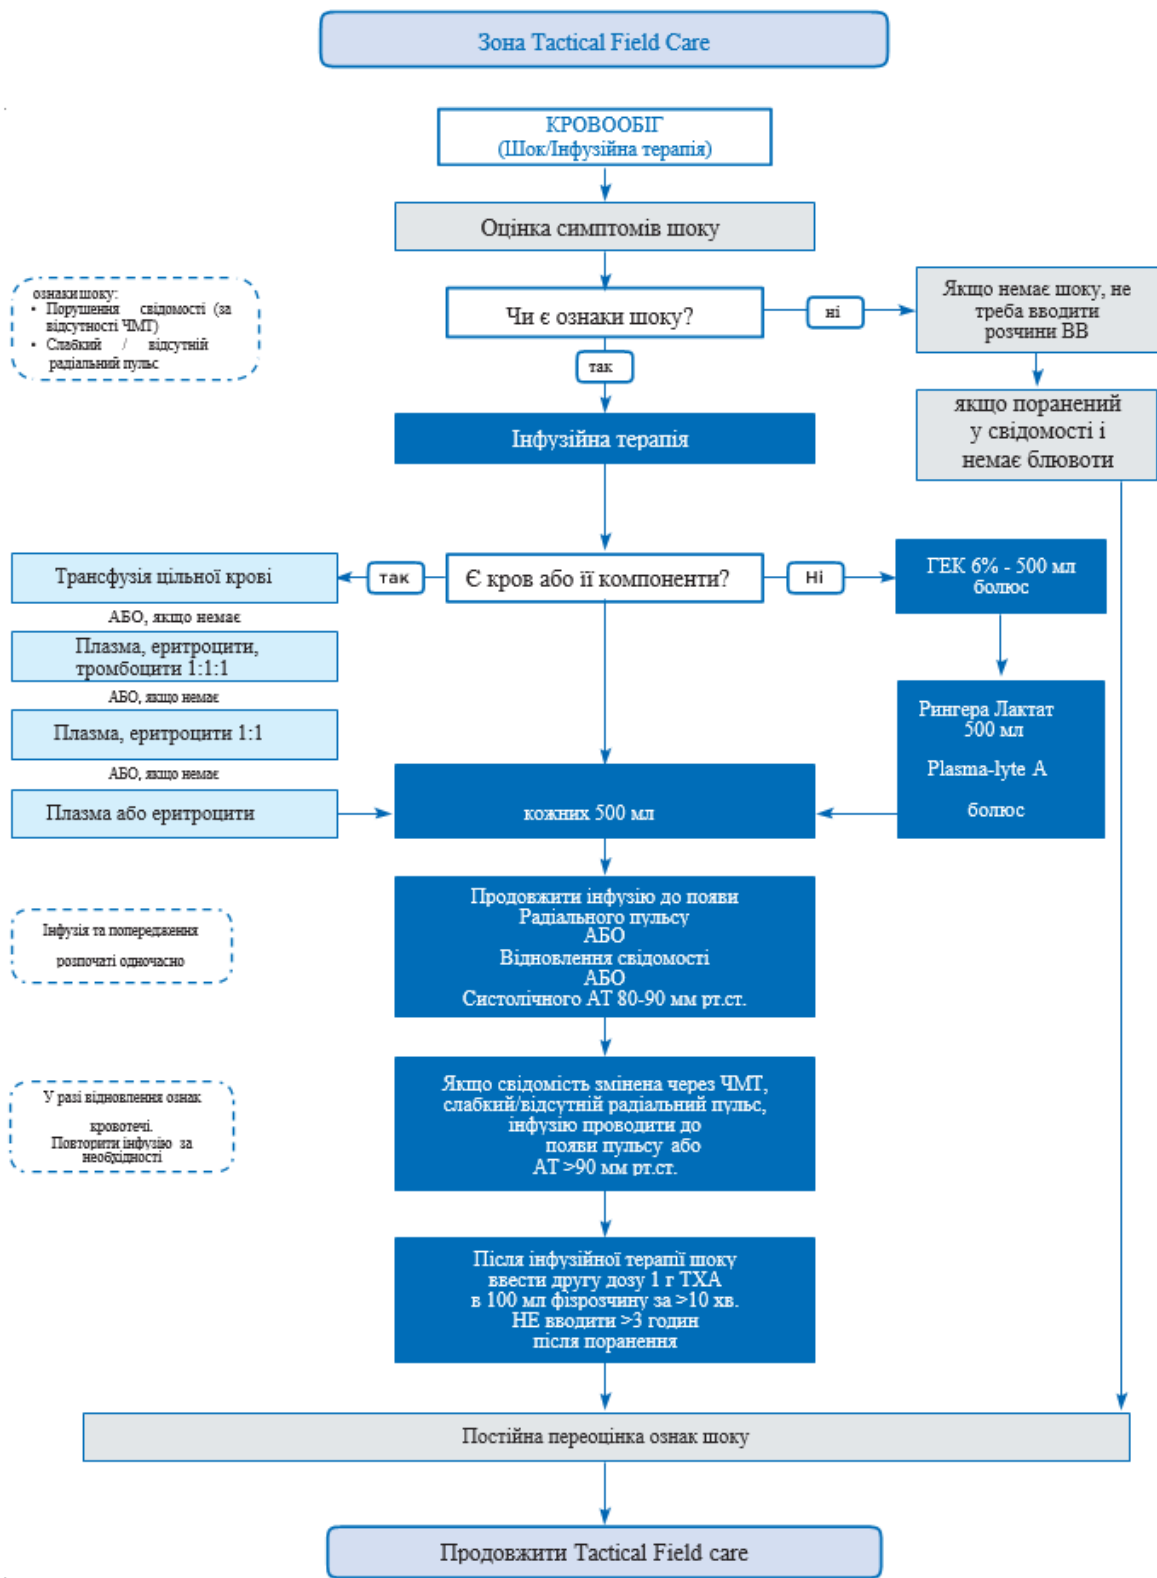 Зона Tactical Field Care
КРОВООБІГ
(Шок/Інфузійна терапія)
Оцінка симптомів шоку
ознаки шоку:
• Порушення свідомості (за
відсутності ЧМТ)
• Слабкий / відсутній
радіальний пульс
Чи є ознаки шоку?
ні
Якщо немає шоку, не
треба вводити
розчини ВВ
так
якщо поранений
у свідомості і
немає блювоти
Інфузійна терапія
Трансфузія цільної крові
так
Є кров або її компоненти?
Ні
ГЕК 6% - 500 мл
болюс
АБО, якщо немає
Плазма, еритроцити,
тромбоцити 1:1:1
АБО, якщо немає
Плазма, еритроцити 1:1
АБО, якщо немає
Плазма або еритроцити
Рингера Лактат
500 мл
Plasma-lyte A
болюс
кожних 500 мл
Продовжити інфузію до появи
Радіального пульсу
АБО
Відновлення свідомості
АБО
Систолічного АТ 80-90 мм рт.ст.
Інфузія та попередження
розпочаті одночасно
Якщо свідомість змінена через ЧМТ,
слабкий/відсутній радіальний пульс,
інфузію проводити до
появи пульсу або
АТ >90 мм рт.ст.
У разі відновлення ознак
кровотечі.
Повторити інфузію за
необхідності
Після інфузійної терапії шоку
ввести другу дозу 1 г ТХА
в 100 мл фізрозчину за >10 хв.
НЕ вводити >3 годин
після поранення
Постійна переоцінка ознак шоку
Продовжити Tactical Field care